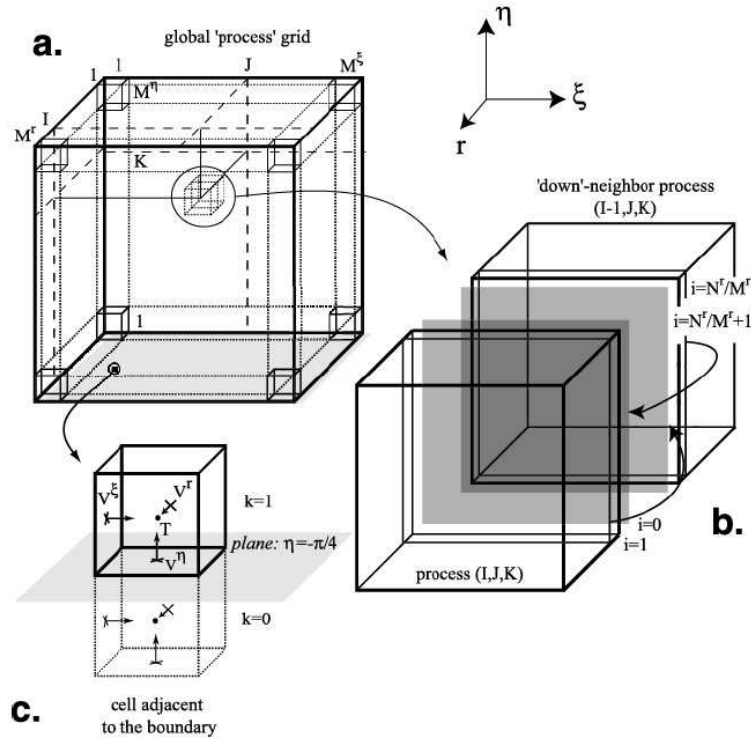 a.
global 'process' grid
1
1
J
M^ξ
M^η
I
M^r
K
1
η
ξ
r
'down'-neighbor process
(I-1,J,K)
i=N^r/M^r
i=N^r/M^r+1
i=0
i=1
b.
process (I,J,K)
V^ξ
V^r
k=1
T
plane: η=-π/4
V^η
k=0
c.
cell adjacent
to the boundary